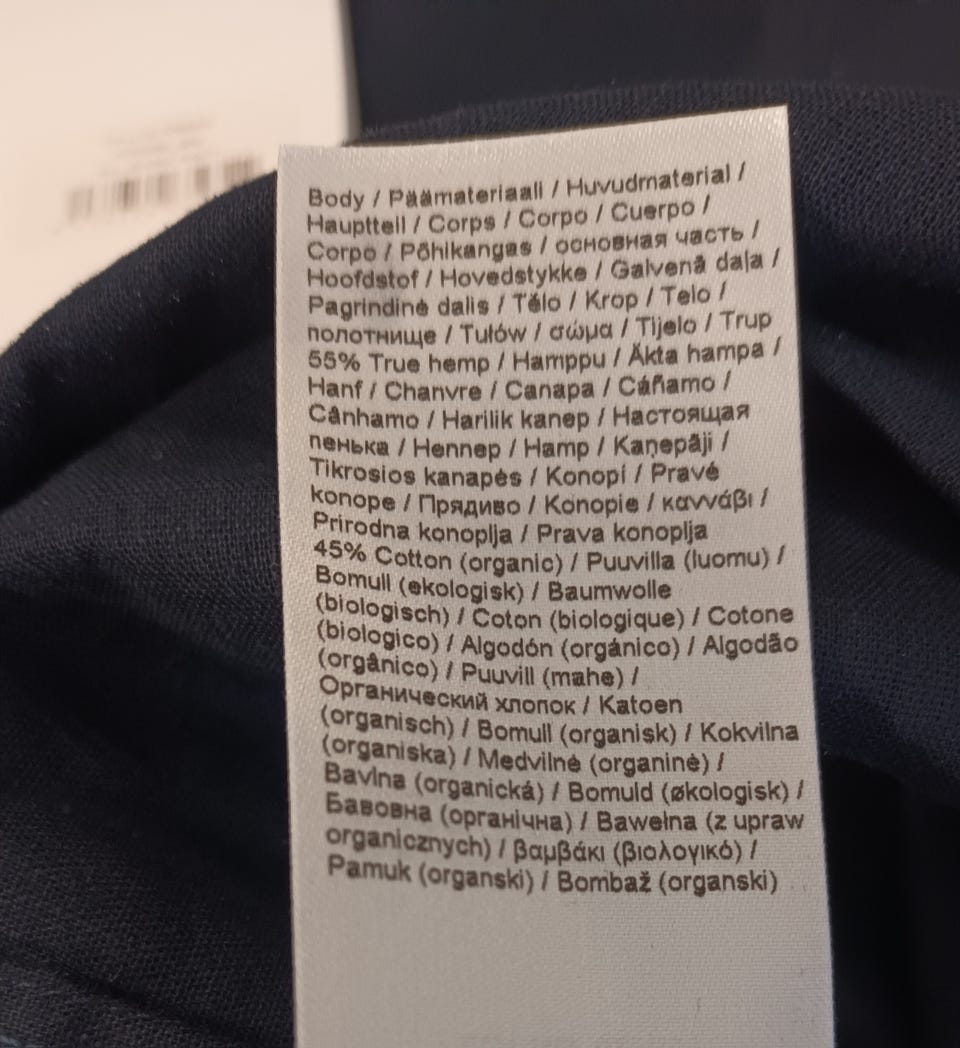 Body / Päämateriaali / Huvudmaterial /
Hauptteil / Corps / Corpo / Cuerpo /
Corpo / Põhikangas / основная часть /
Hoofdstof / Hovedstykke / Galvenā daļa /
Pagrindinė dalis / Tělo / Krop / Telo /
полотнище / Tułów / σώμα / Tijelo / Trup
55% True hemp / Hamppu / Äkta hampa /
Hanf / Chanvre / Canapa / Cáñamo /
Cânhamo / Harilik kanep / Настоящая
пенька / Hennep / Hamp / Kaņepāji /
Tikrosios kanapės / Konopí / Pravé
konope / Прядиво / Konopie / καννάβι /
Prirodna konoplja / Prava konoplja
45% Cotton (organic) / Puuvilla (luomu) /
Bomull (ekologisk) / Baumwolle
(biologisch) / Coton (biologique) / Cotone
(biologico) / Algodón (orgánico) / Algodão
(orgânico) / Puuvill (mahe) /
Органический хлопок / Katoen
(organisch) / Bomull (organisk) / Kokvilna
(organiska) / Medvilnė (organinė) /
Bavlna (organická) / Bomuld (økologisk) /
Бавовна (органічна) / Bawełna (z upraw
organicznych) / βαμβάκι (βιολογικό) /
Pamuk (organski) / Bombaž (organski)